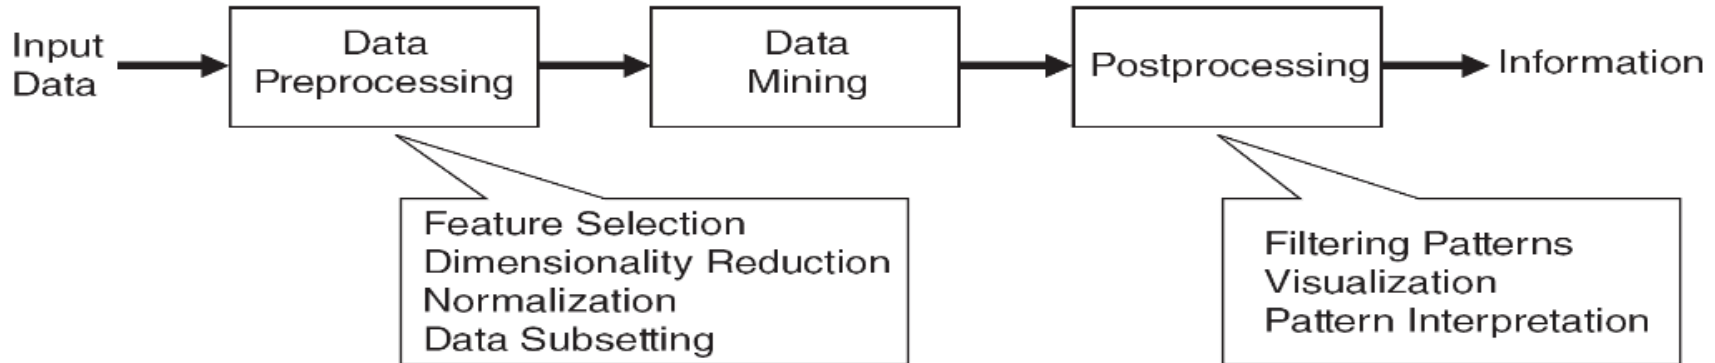 Input
Data
Data
Preprocessing
Data
Mining
Postprocessing
Information
Feature Selection
Dimensionality Reduction
Normalization
Data Subsetting
Filtering Patterns
Visualization
Pattern Interpretation